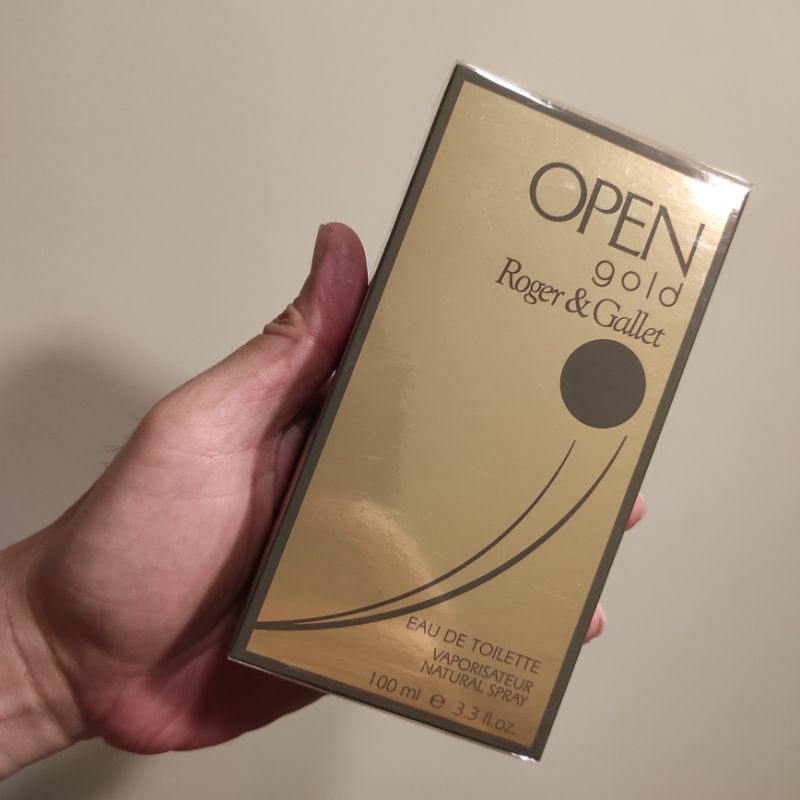 OPEN
gold
Roger & Gallet
EAU DE TOILETTE
VAPORISATEUR
NATURAL SPRAY
100 ml ℮ 3.3 fl.oz.